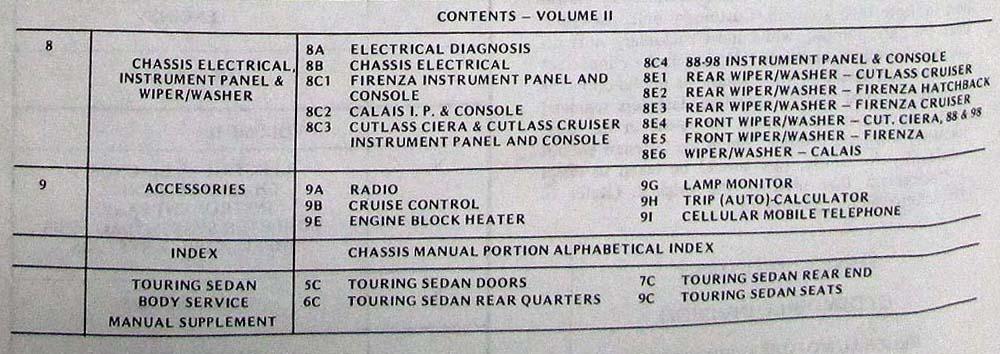 CONTENTS – VOLUME II
8
CHASSIS ELECTRICAL,
INSTRUMENT PANEL &
WIPER/WASHER
8A ELECTRICAL DIAGNOSIS
8B CHASSIS ELECTRICAL
8C1 FIRENZA INSTRUMENT PANEL AND
CONSOLE
8C2 CALAIS I. P. & CONSOLE
8C3 CUTLASS CIERA & CUTLASS CRUISER
INSTRUMENT PANEL AND CONSOLE
8C4 88-98 INSTRUMENT PANEL & CONSOLE
8E1 REAR WIPER/WASHER – CUTLASS CRUISER
8E2 REAR WIPER/WASHER – FIRENZA HATCHBACK
8E3 REAR WIPER/WASHER – FIRENZA CRUISER
8E4 FRONT WIPER/WASHER – CUT. CIERA, 88 & 98
8E5 FRONT WIPER/WASHER – FIRENZA
8E6 WIPER/WASHER – CALAIS
9
ACCESSORIES
9A RADIO
9B CRUISE CONTROL
9E ENGINE BLOCK HEATER
9G LAMP MONITOR
9H TRIP (AUTO)-CALCULATOR
9I CELLULAR MOBILE TELEPHONE
INDEX
CHASSIS MANUAL PORTION ALPHABETICAL INDEX
TOURING SEDAN
BODY SERVICE
MANUAL SUPPLEMENT
5C TOURING SEDAN DOORS
6C TOURING SEDAN REAR QUARTERS
7C TOURING SEDAN REAR END
9C TOURING SEDAN SEATS